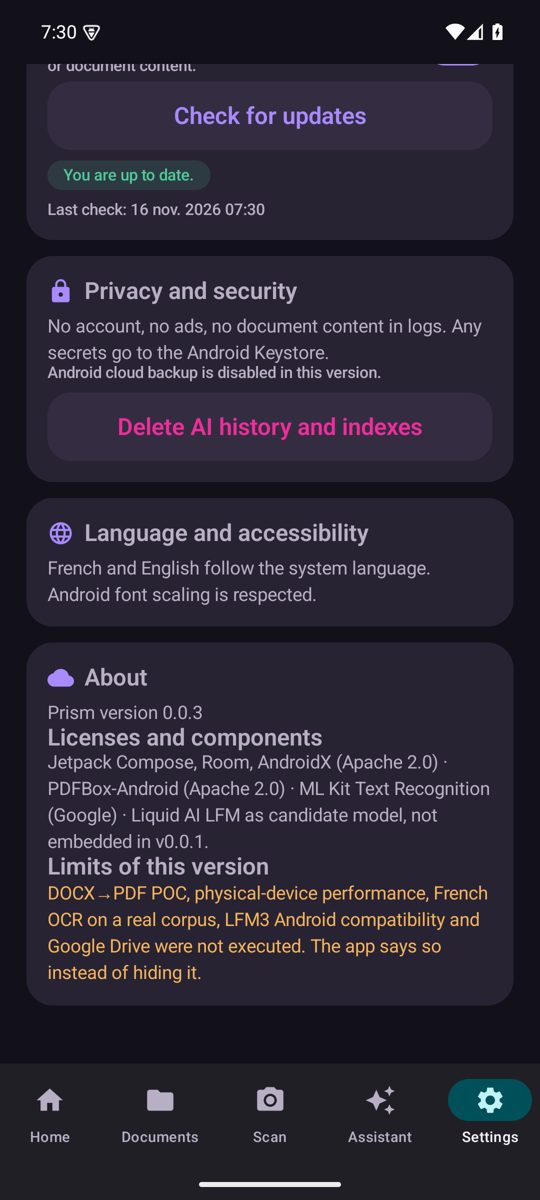 7:30
or document content.
Check for updates
You are up to date.
Last check: 16 nov. 2026 07:30
Privacy and security
No account, no ads, no document content in logs. Any
secrets go to the Android Keystore.
Android cloud backup is disabled in this version.
Delete AI history and indexes
Language and accessibility
French and English follow the system language.
Android font scaling is respected.
About
Prism version 0.0.3
Licenses and components
Jetpack Compose, Room, AndroidX (Apache 2.0) ·
PDFBox-Android (Apache 2.0) · ML Kit Text Recognition
(Google) · Liquid AI LFM as candidate model, not
embedded in v0.0.1.
Limits of this version
DOCX→PDF POC, physical-device performance, French
OCR on a real corpus, LFM3 Android compatibility and
Google Drive were not executed. The app says so
instead of hiding it.
Home
Documents
Scan
Assistant
Settings